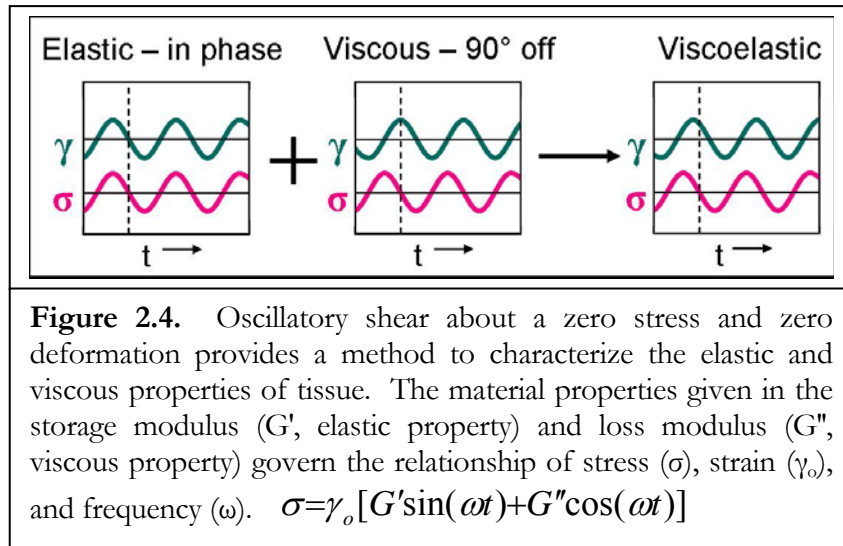 Elastic – in phase Viscous – 90° off Viscoelastic
γ γ γ
σ σ σ
t t t
Figure 2.4. Oscillatory shear about a zero stress and zero
deformation provides a method to characterize the elastic and
viscous properties of tissue. The material properties given in the
storage modulus (G', elastic property) and loss modulus (G",
viscous property) govern the relationship of stress (σ), strain (γₒ),
and frequency (ω). σ=γₒ[G′sin(ωt)+G″cos(ωt)]